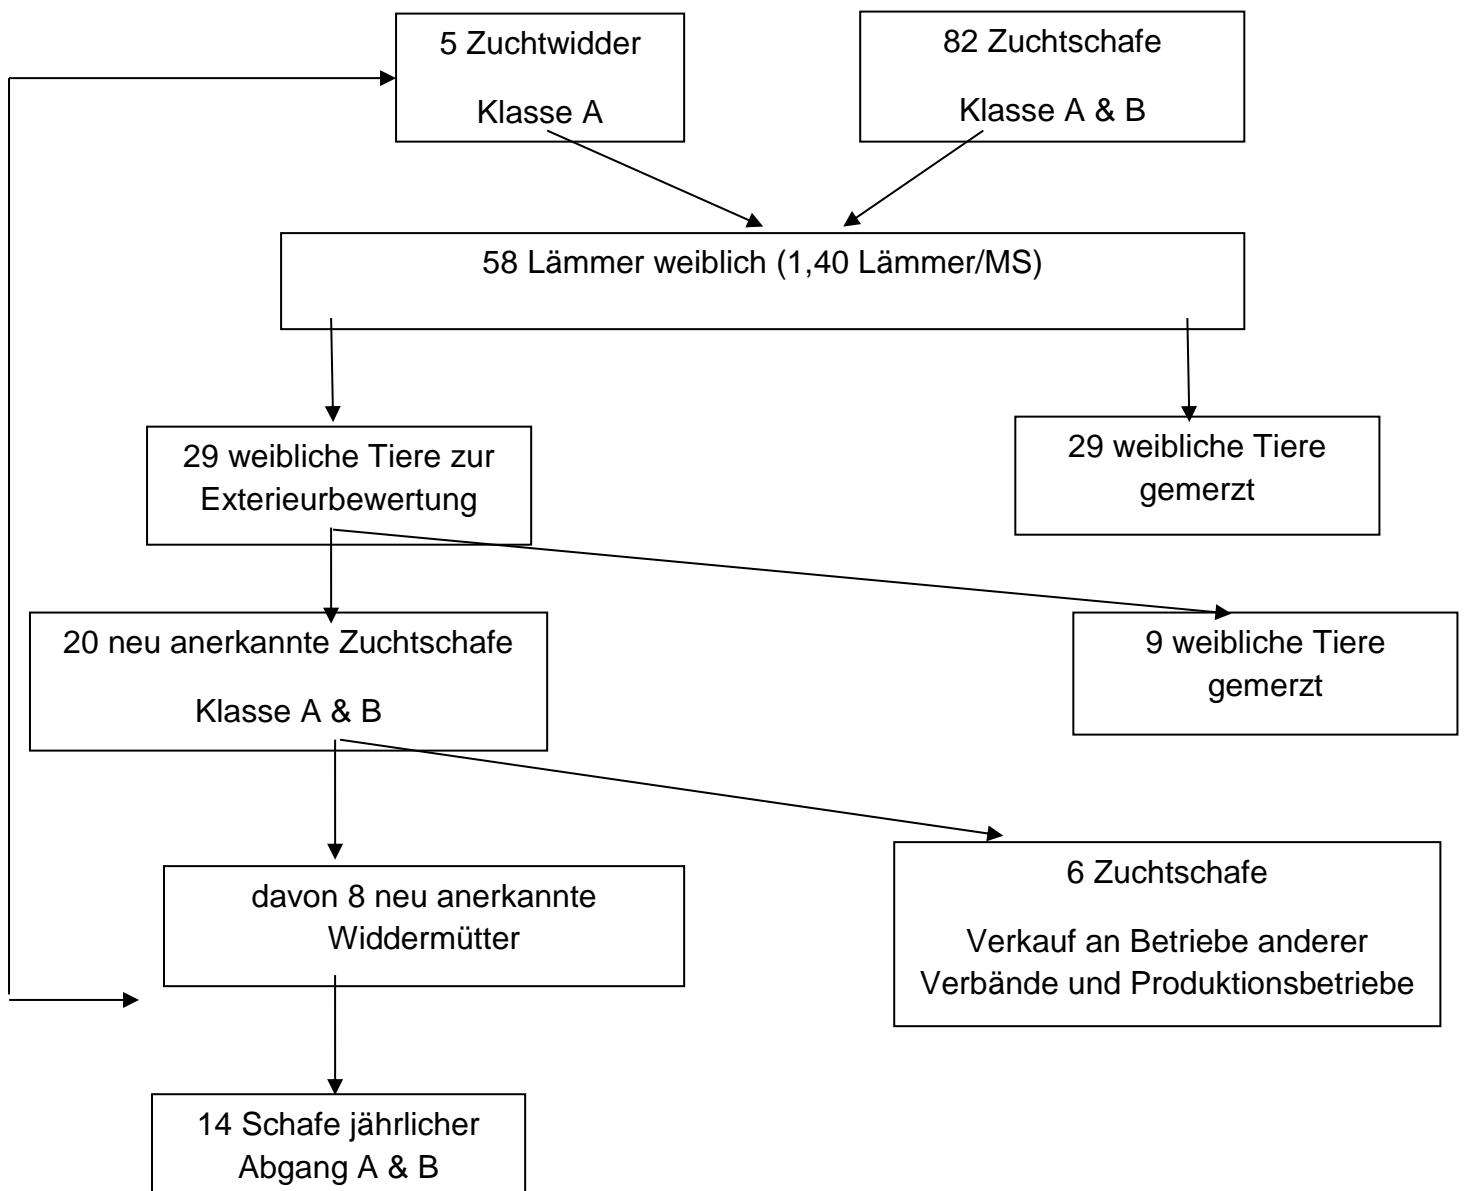 5 Zuchtwidder
Klasse A
82 Zuchtschafe
Klasse A & B
58 Lämmer weiblich (1,40 Lämmer/MS)
29 weibliche Tiere zur
Exterieurbewertung
29 weibliche Tiere
gemerzt
20 neu anerkannte Zuchtschafe
Klasse A & B
9 weibliche Tiere
gemerzt
davon 8 neu anerkannte
Widdermütter
6 Zuchtschafe
Verkauf an Betriebe anderer
Verbände und Produktionsbetriebe
14 Schafe jährlicher
Abgang A & B